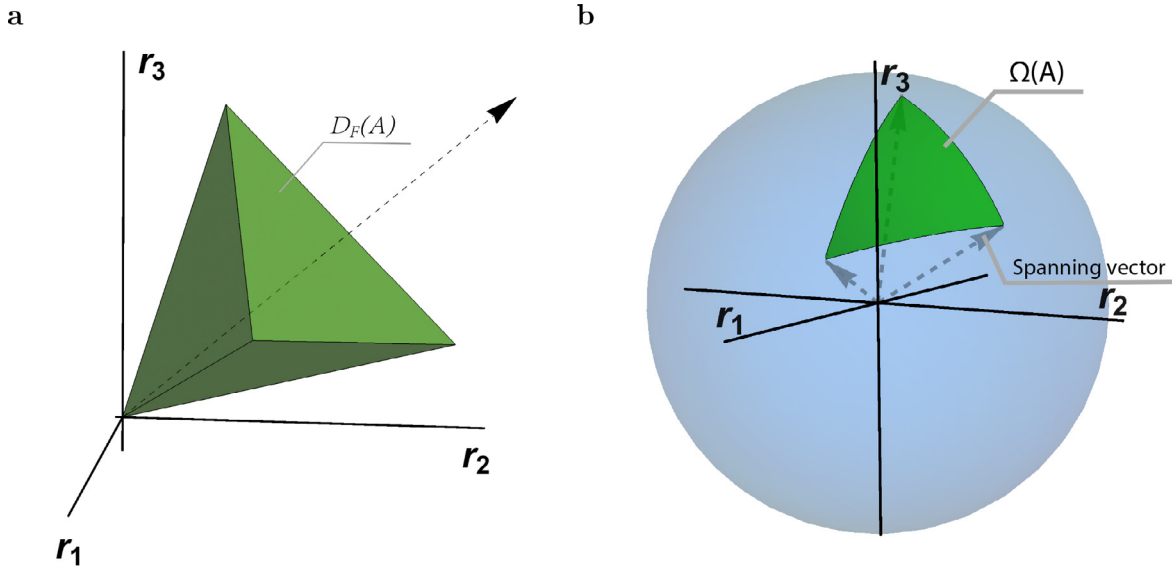 a
r3
D_F(A)
r2
r1
b
r3
Ω(A)
Spanning vector
r1
r2